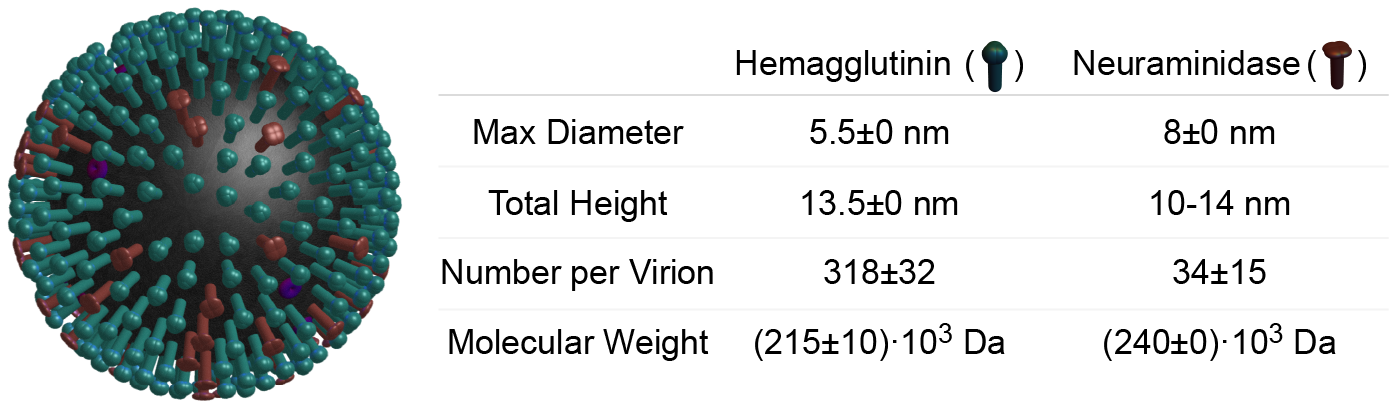 Hemagglutinin ( ) Neuraminidase ( )
Max Diameter 5.5±0 nm 8±0 nm
Total Height 13.5±0 nm 10-14 nm
Number per Virion 318±32 34±15
Molecular Weight (215±10)·10³ Da (240±0)·10³ Da